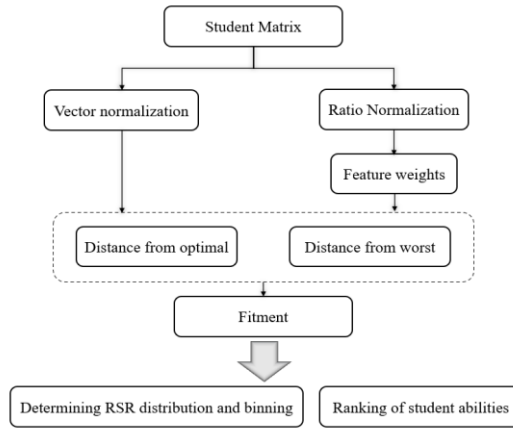 Student Matrix
Vector normalization
Ratio Normalization
Feature weights
Distance from optimal
Distance from worst
Fitment
Determining RSR distribution and binning
Ranking of student abilities